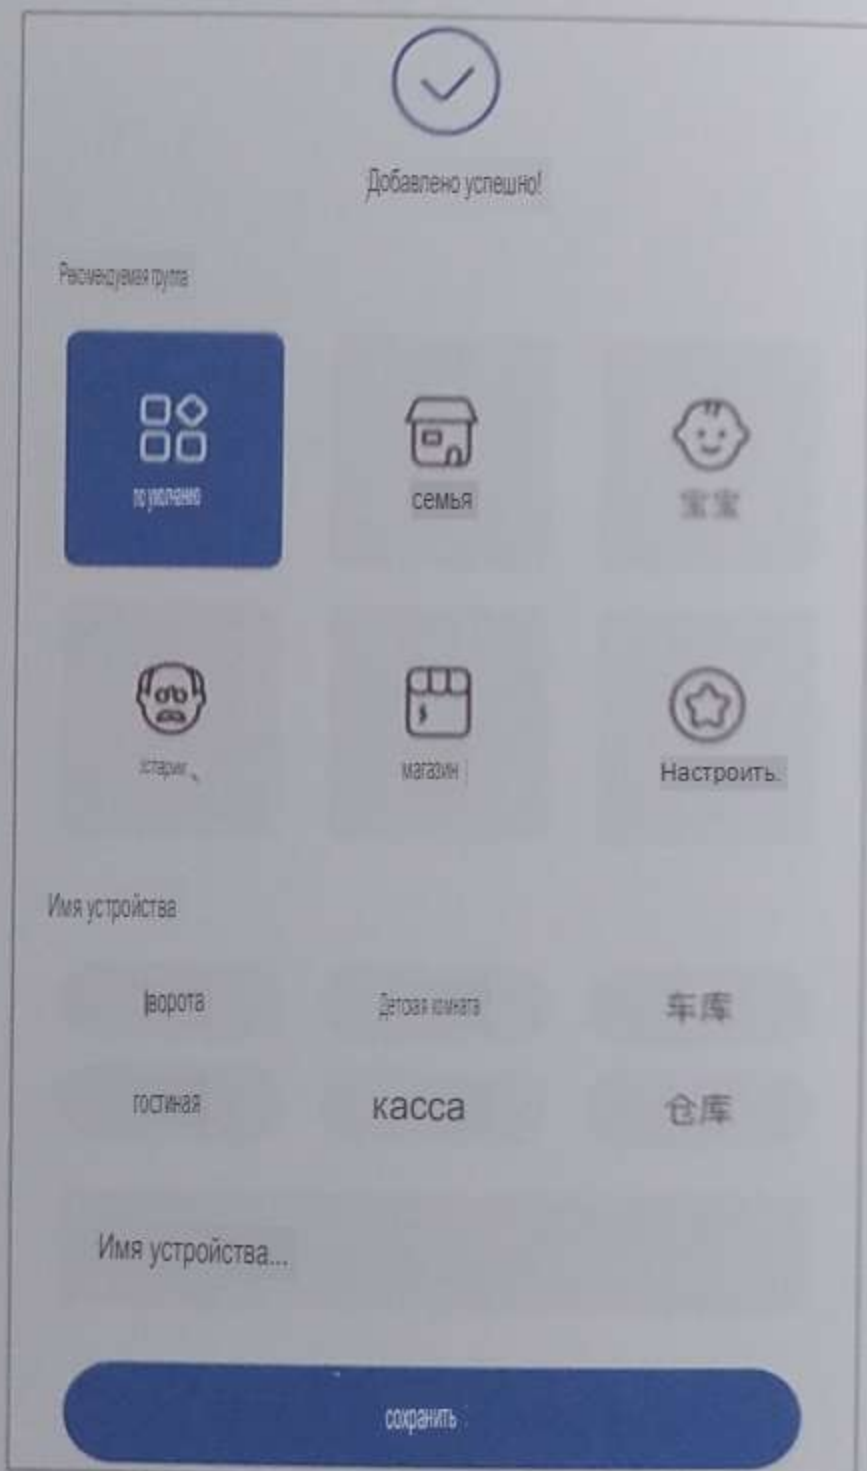 Добавлено успешно!
Рекомендуемая группа
по умолчанию
семья
宝宝
магазин
Настроить.
Имя устройства
ворота
Детская комната
车库
гостиная
касса
仓库
Имя устройства...
сохранить